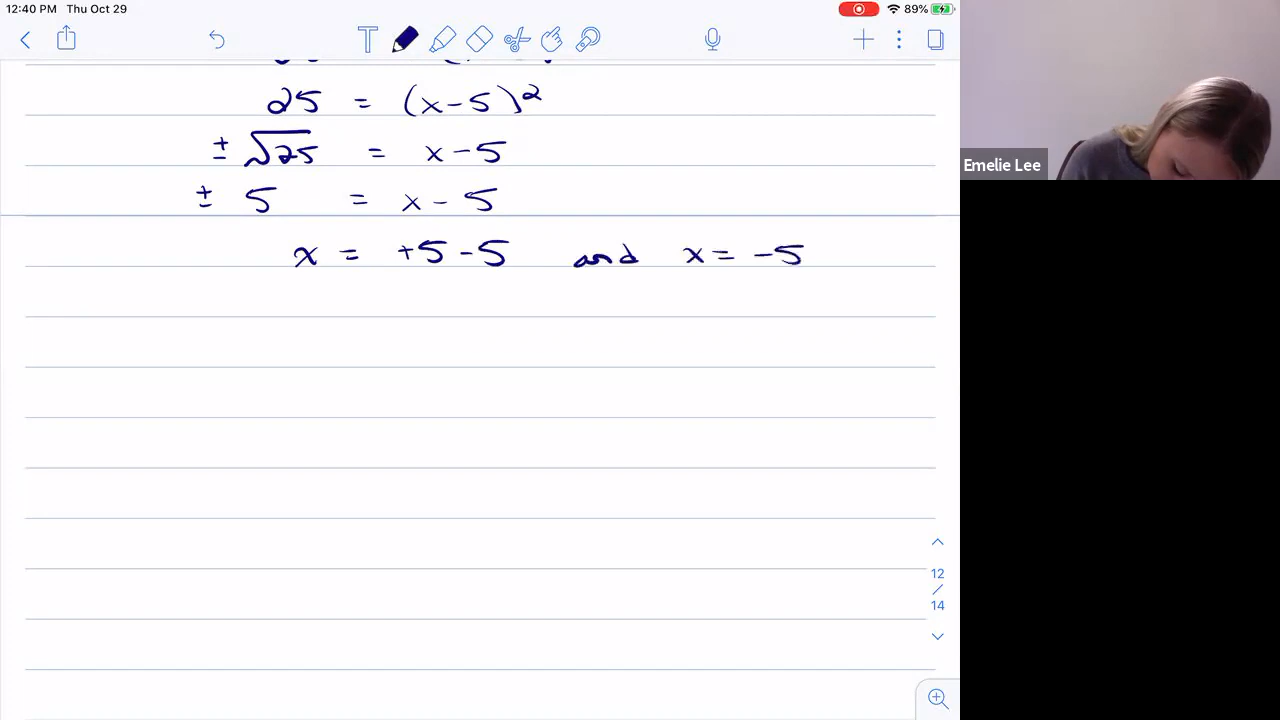 12:40 PM Thu Oct 29
89%
T
25 = (x-5)²
± √25 = x-5
± 5 = x-5
x = +5-5 and x = -5
12
/
14
Emelie Lee